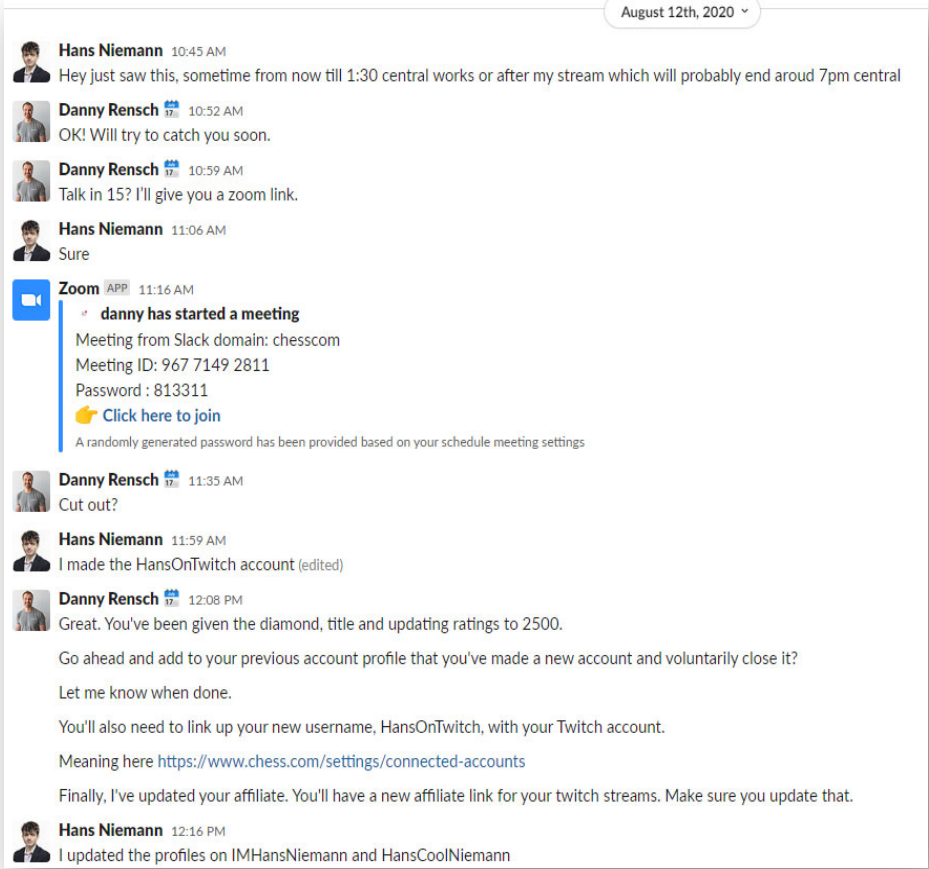 August 12th, 2020
Hans Niemann 10:45 AM
Hey just saw this, sometime from now till 1:30 central works or after my stream which will probably end aroud 7pm central
Danny Rensch 10:52 AM
OK! Will try to catch you soon.
Danny Rensch 10:59 AM
Talk in 15? I'll give you a zoom link.
Hans Niemann 11:06 AM
Sure
Zoom APP 11:16 AM
danny has started a meeting
Meeting from Slack domain: chesscom
Meeting ID: 967 7149 2811
Password : 813311
👉 Click here to join
A randomly generated password has been provided based on your schedule meeting settings
Danny Rensch 11:35 AM
Cut out?
Hans Niemann 11:59 AM
I made the HansOnTwitch account (edited)
Danny Rensch 12:08 PM
Great. You've been given the diamond, title and updating ratings to 2500.
Go ahead and add to your previous account profile that you've made a new account and voluntarily close it?
Let me know when done.
You'll also need to link up your new username, HansOnTwitch, with your Twitch account.
Meaning here https://www.chess.com/settings/connected-accounts
Finally, I've updated your affiliate. You'll have a new affiliate link for your twitch streams. Make sure you update that.
Hans Niemann 12:16 PM
I updated the profiles on IMHansNiemann and HansCoolNiemann